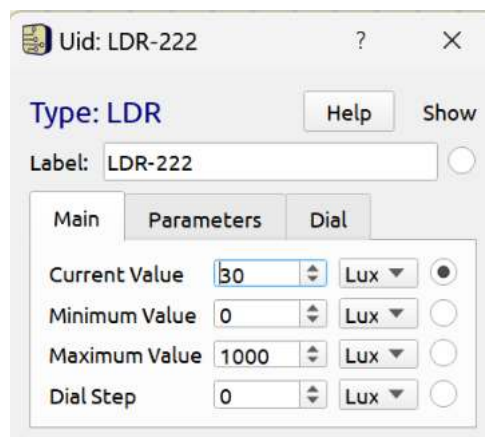 Uid: LDR-222 ? ×
Type: LDR Help Show
Label: LDR-222
Main Parameters Dial
Current Value 30 Lux
Minimum Value 0 Lux
Maximum Value 1000 Lux
Dial Step 0 Lux